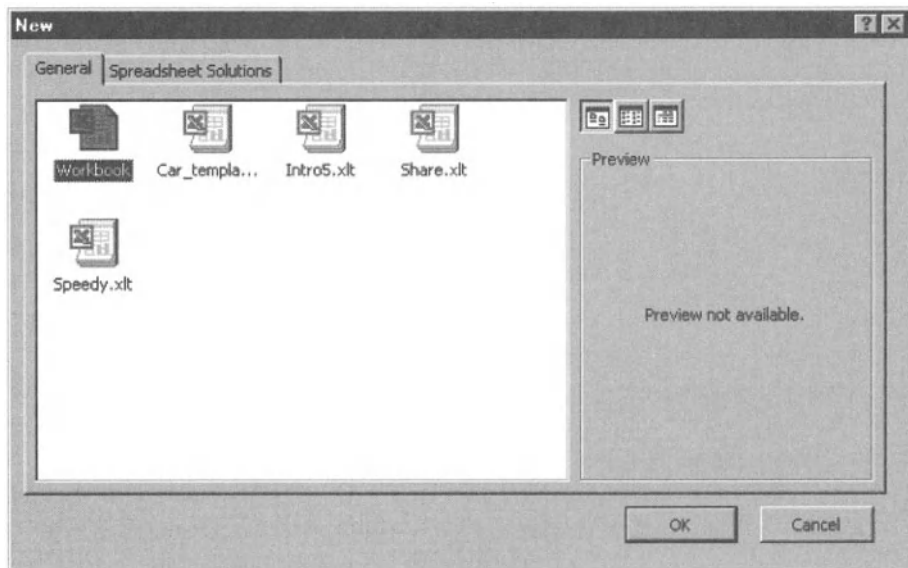 New
General Spreadsheet Solutions
Workbook Car_templa... Intro5.xlt Share.xlt
Preview
Speedy.xlt
Preview not available.
OK Cancel